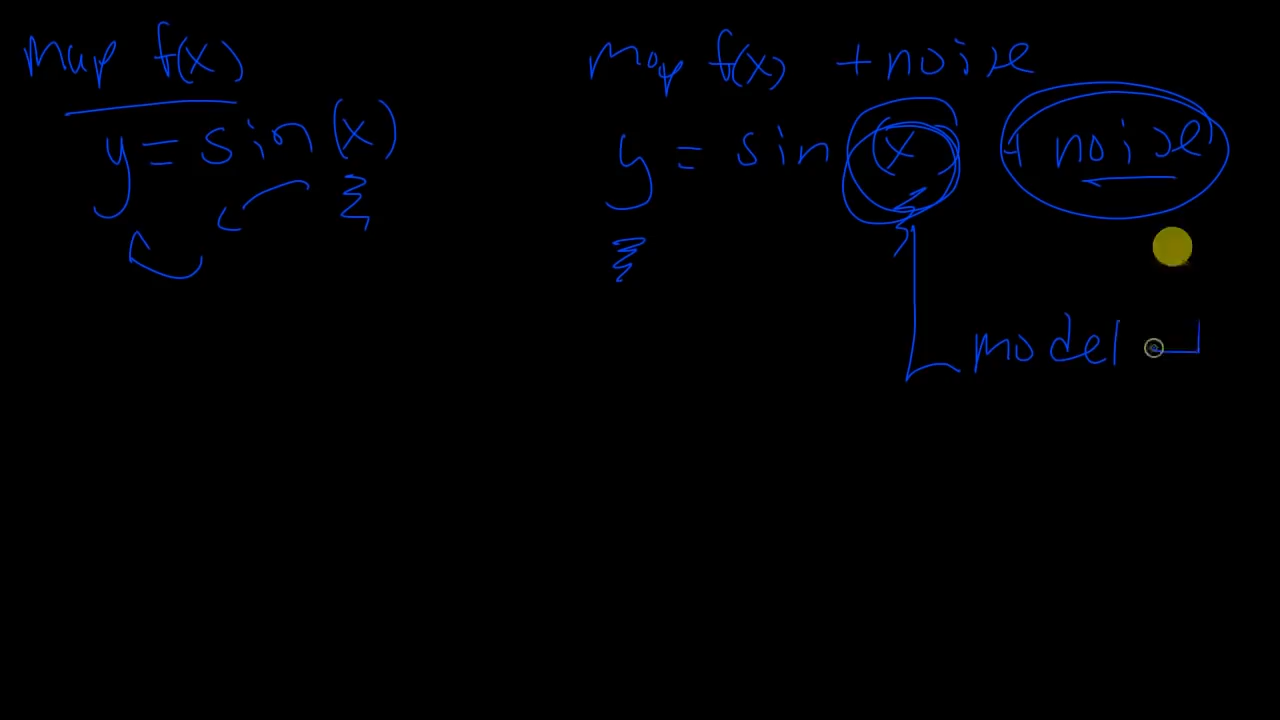 map f(x)
y = sin (x)
map f(x) + noise
y = sin (x) + noise
model